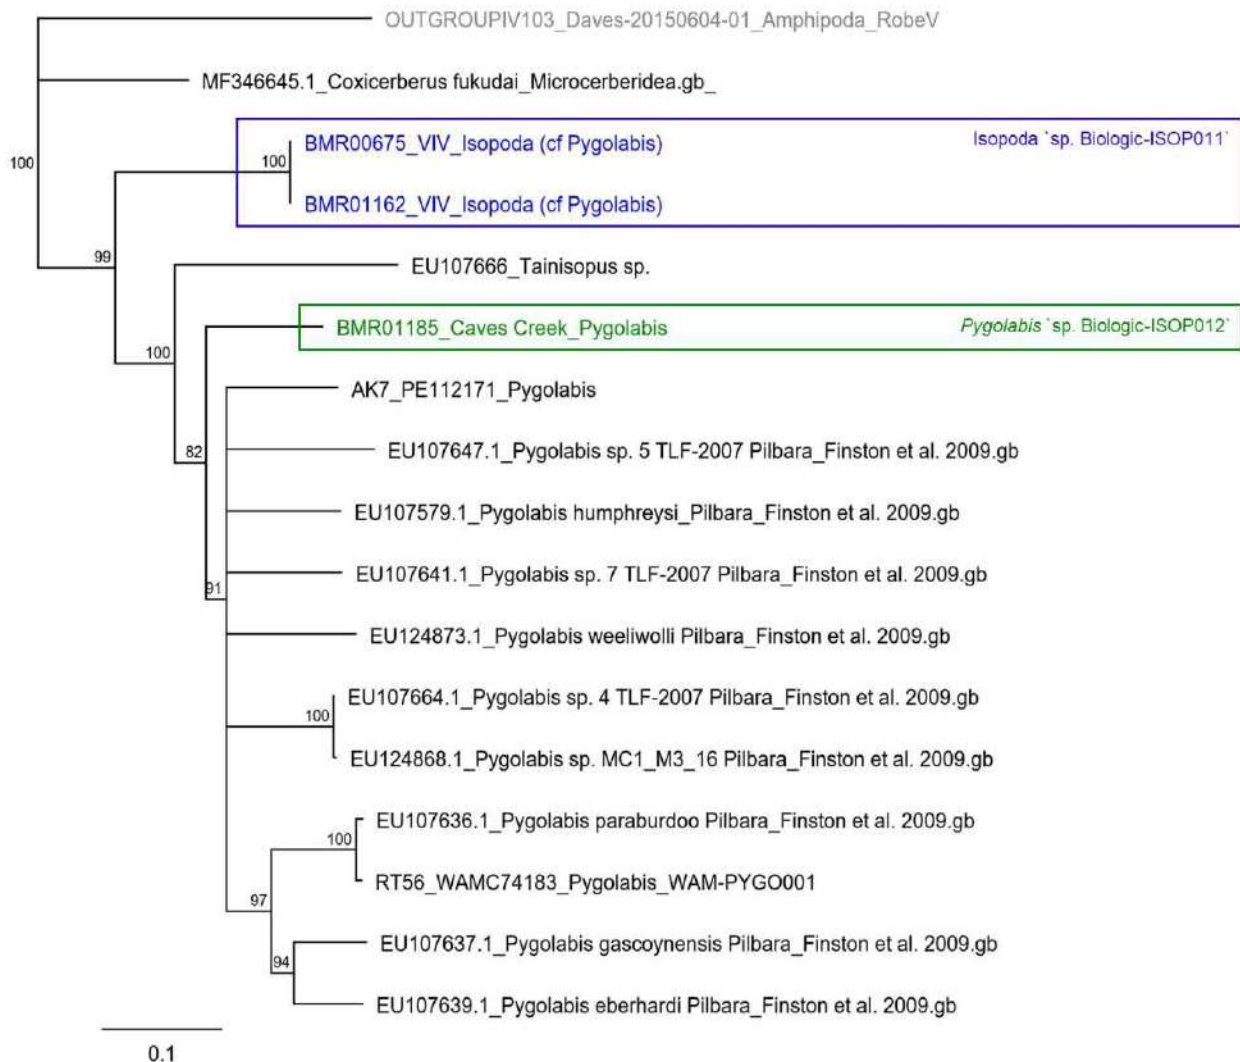 OUTGROUPIV103_Daves-20150604-01_Amphipoda_RobeV
MF346645.1_Coxicerberus fukudai_Microcerberidea.gb_
BMR00675_VIV_Isopoda (cf Pygolabis)
Isopoda `sp. Biologic-ISOP011`
100
100
BMR01162_VIV_Isopoda (cf Pygolabis)
99
EU107666_Tainisopus sp.
BMR01185_Caves Creek_Pygolabis
Pygolabis `sp. Biologic-ISOP012`
100
AK7_PE112171_Pygolabis
82
EU107647.1_Pygolabis sp. 5 TLF-2007 Pilbara_Finston et al. 2009.gb
EU107579.1_Pygolabis humphreysi_Pilbara_Finston et al. 2009.gb
EU107641.1_Pygolabis sp. 7 TLF-2007 Pilbara_Finston et al. 2009.gb
91
EU124873.1_Pygolabis weeliwolli Pilbara_Finston et al. 2009.gb
EU107664.1_Pygolabis sp. 4 TLF-2007 Pilbara_Finston et al. 2009.gb
100
EU124868.1_Pygolabis sp. MC1_M3_16 Pilbara_Finston et al. 2009.gb
EU107636.1_Pygolabis paraburdoo Pilbara_Finston et al. 2009.gb
100
RT56_WAMC74183_Pygolabis_WAM-PYGO001
97
EU107637.1_Pygolabis gascoynensis Pilbara_Finston et al. 2009.gb
94
EU107639.1_Pygolabis eberhardi Pilbara_Finston et al. 2009.gb
0.1